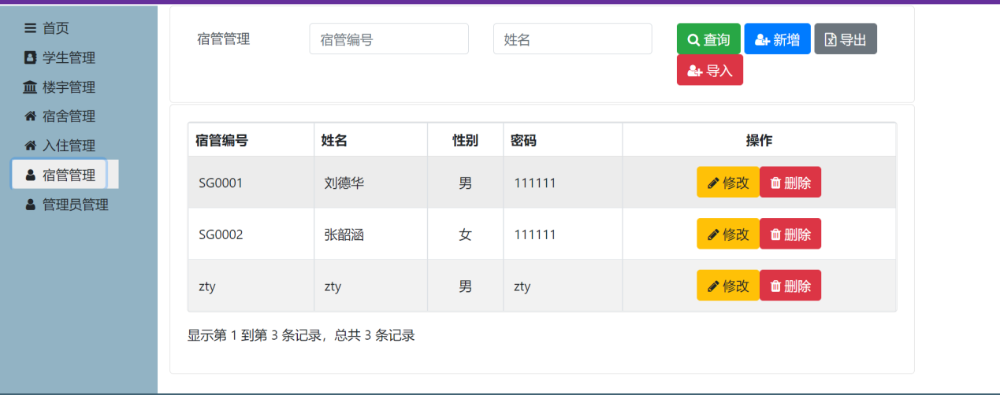 首页
学生管理
楼宇管理
宿舍管理
入住管理
宿管管理
管理员管理
宿管管理 宿管编号 姓名 查询 新增 导出
导入
宿管编号 姓名 性别 密码 操作
SG0001 刘德华 男 111111 修改 删除
SG0002 张韶涵 女 111111 修改 删除
zty zty 男 zty 修改 删除
显示第 1 到第 3 条记录，总共 3 条记录